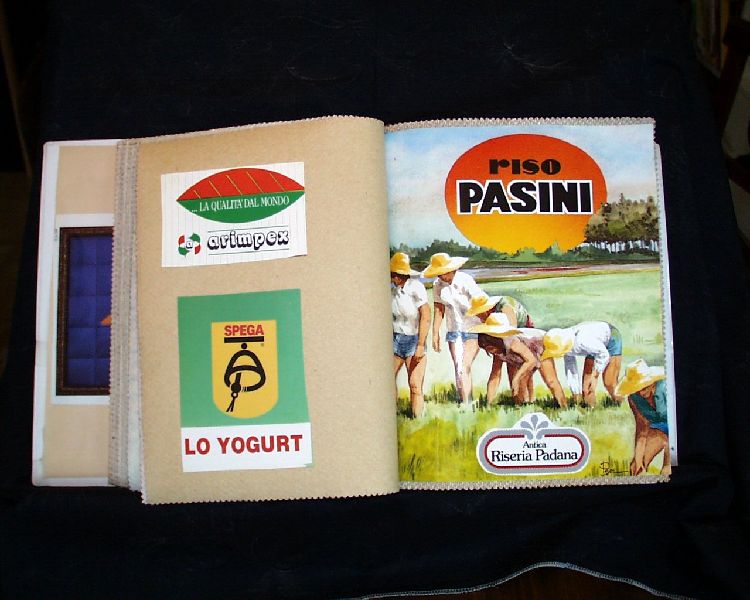 ... LA QUALITA' DAL MONDO
a arimpex
SPEGA
LO YOGURT
riso
PASINI
Antica
Riseria Padana